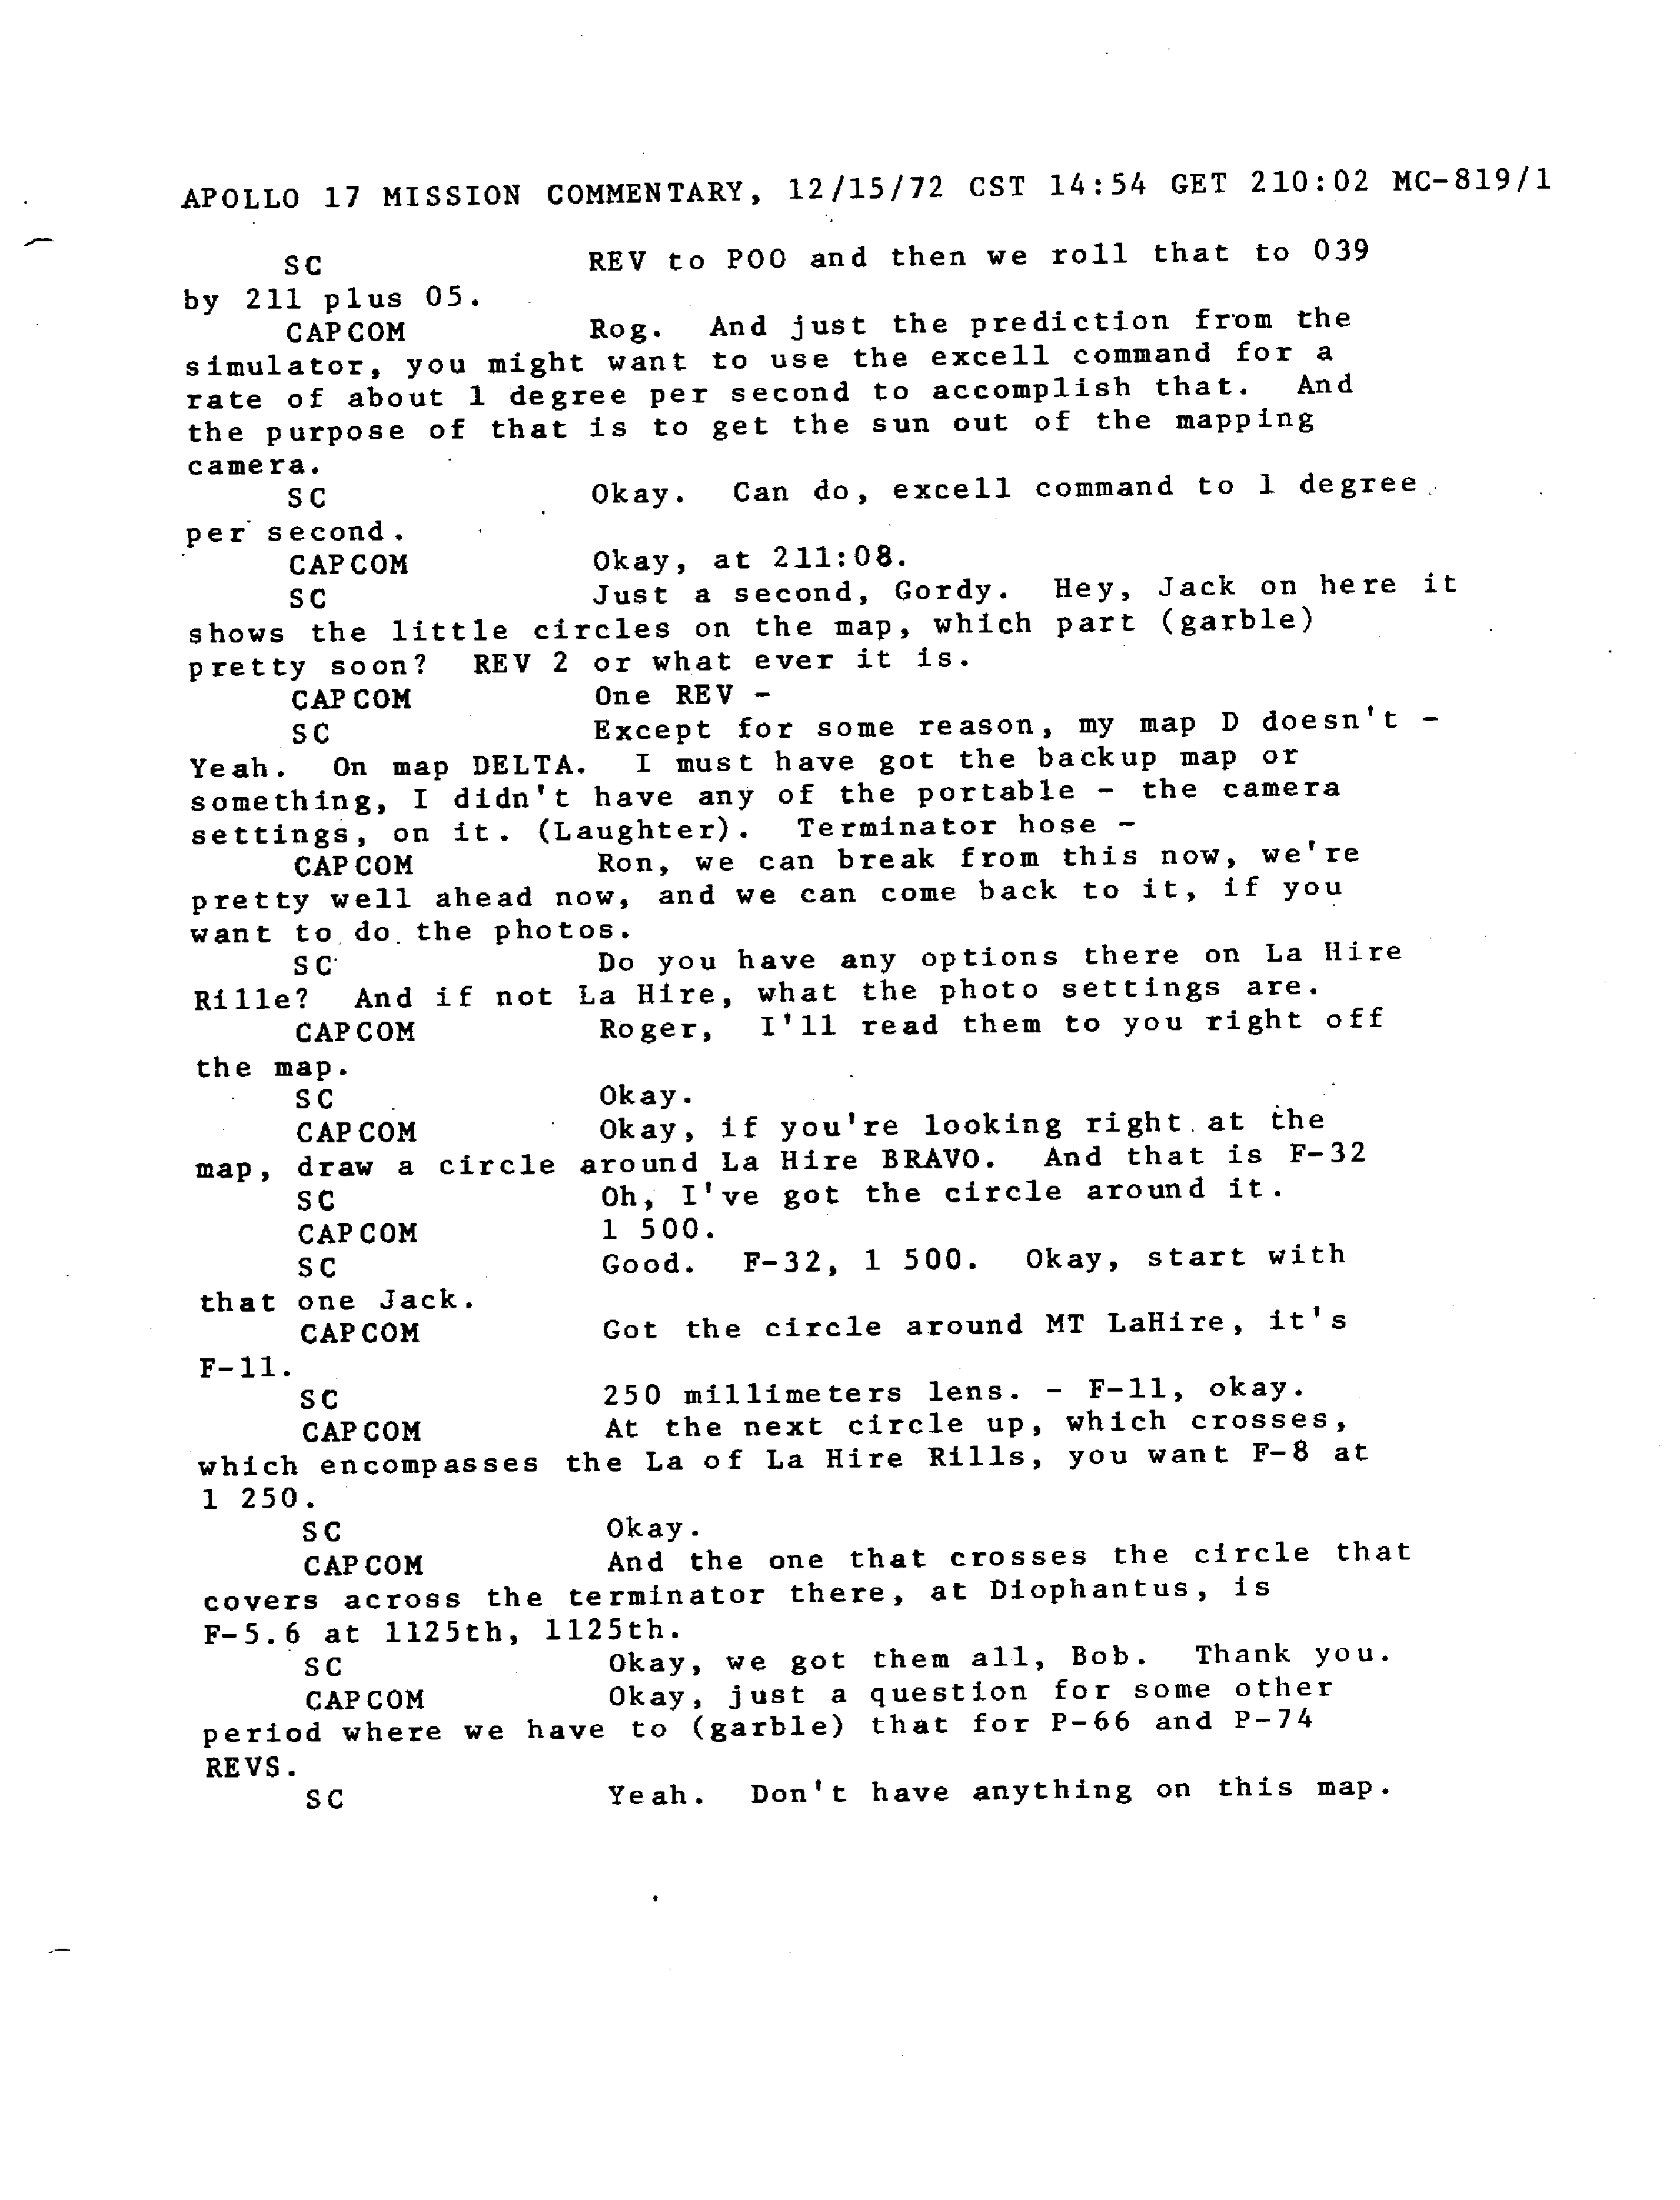 APOLLO 17 MISSION COMMENTARY, 12/15/72 CST 14:54 GET 210:02 MC-819/1
SC REV to POO and then we roll that to 039
by 211 plus 05.
CAPCOM Rog. And just the prediction from the
simulator, you might want to use the excell command for a
rate of about 1 degree per second to accomplish that. And
the purpose of that is to get the sun out of the mapping
camera.
SC Okay. Can do, excell command to 1 degree
per second.
CAPCOM Okay, at 211:08.
SC Just a second, Gordy. Hey, Jack on here it
shows the little circles on the map, which part (garble)
pretty soon? REV 2 or what ever it is.
CAPCOM One REV -
SC Except for some reason, my map D doesn't -
Yeah. On map DELTA. I must have got the backup map or
something, I didn't have any of the portable - the camera
settings, on it. (Laughter). Terminator hose -
CAPCOM Ron, we can break from this now, we're
pretty well ahead now, and we can come back to it, if you
want to do the photos.
SC Do you have any options there on La Hire
Rille? And if not La Hire, what the photo settings are.
CAPCOM Roger, I'll read them to you right off
the map.
SC Okay.
CAPCOM Okay, if you're looking right at the
map, draw a circle around La Hire BRAVO. And that is F-32
SC Oh, I've got the circle around it.
CAPCOM 1 500.
SC Good. F-32, 1 500. Okay, start with
that one Jack.
CAPCOM Got the circle around MT LaHire, it's
F-11.
SC 250 millimeters lens. - F-11, okay.
CAPCOM At the next circle up, which crosses,
which encompasses the La of La Hire Rills, you want F-8 at
1 250.
SC Okay.
CAPCOM And the one that crosses the circle that
covers across the terminator there, at Diophantus, is
F-5.6 at 1125th, 1125th.
SC Okay, we got them all, Bob. Thank you.
CAPCOM Okay, just a question for some other
period where we have to (garble) that for P-66 and P-74
REVS.
SC Yeah. Don't have anything on this map.